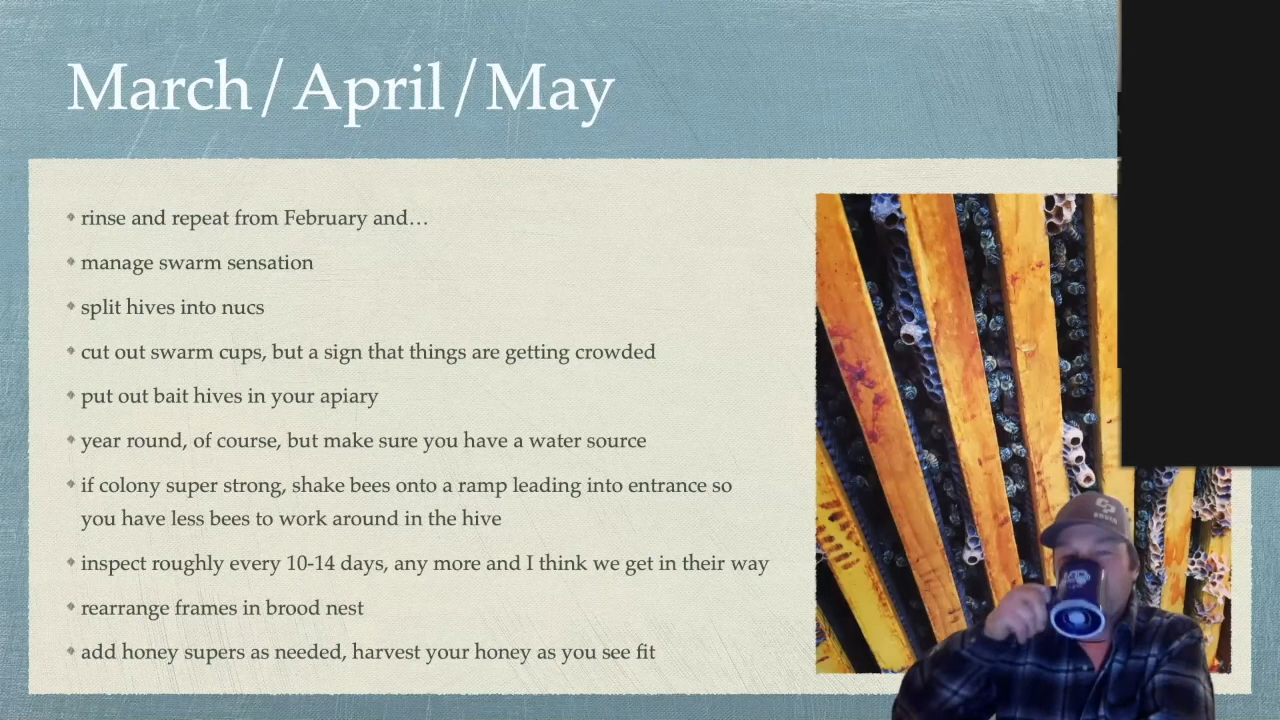 March/April/May
rinse and repeat from February and…
manage swarm sensation
split hives into nucs
cut out swarm cups, but a sign that things are getting crowded
put out bait hives in your apiary
year round, of course, but make sure you have a water source
if colony super strong, shake bees onto a ramp leading into entrance so
you have less bees to work around in the hive
inspect roughly every 10-14 days, any more and I think we get in their way
rearrange frames in brood nest
add honey supers as needed, harvest your honey as you see fit